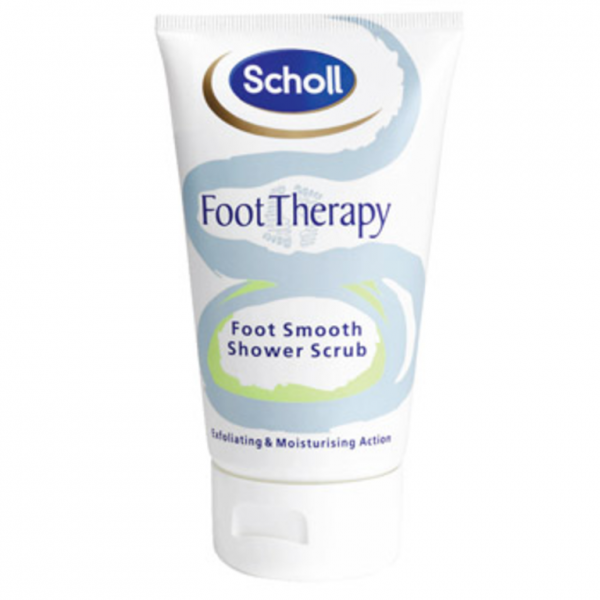 Scholl
Foot Therapy
Foot Smooth
Shower Scrub
Exfoliating & Moisturising Action